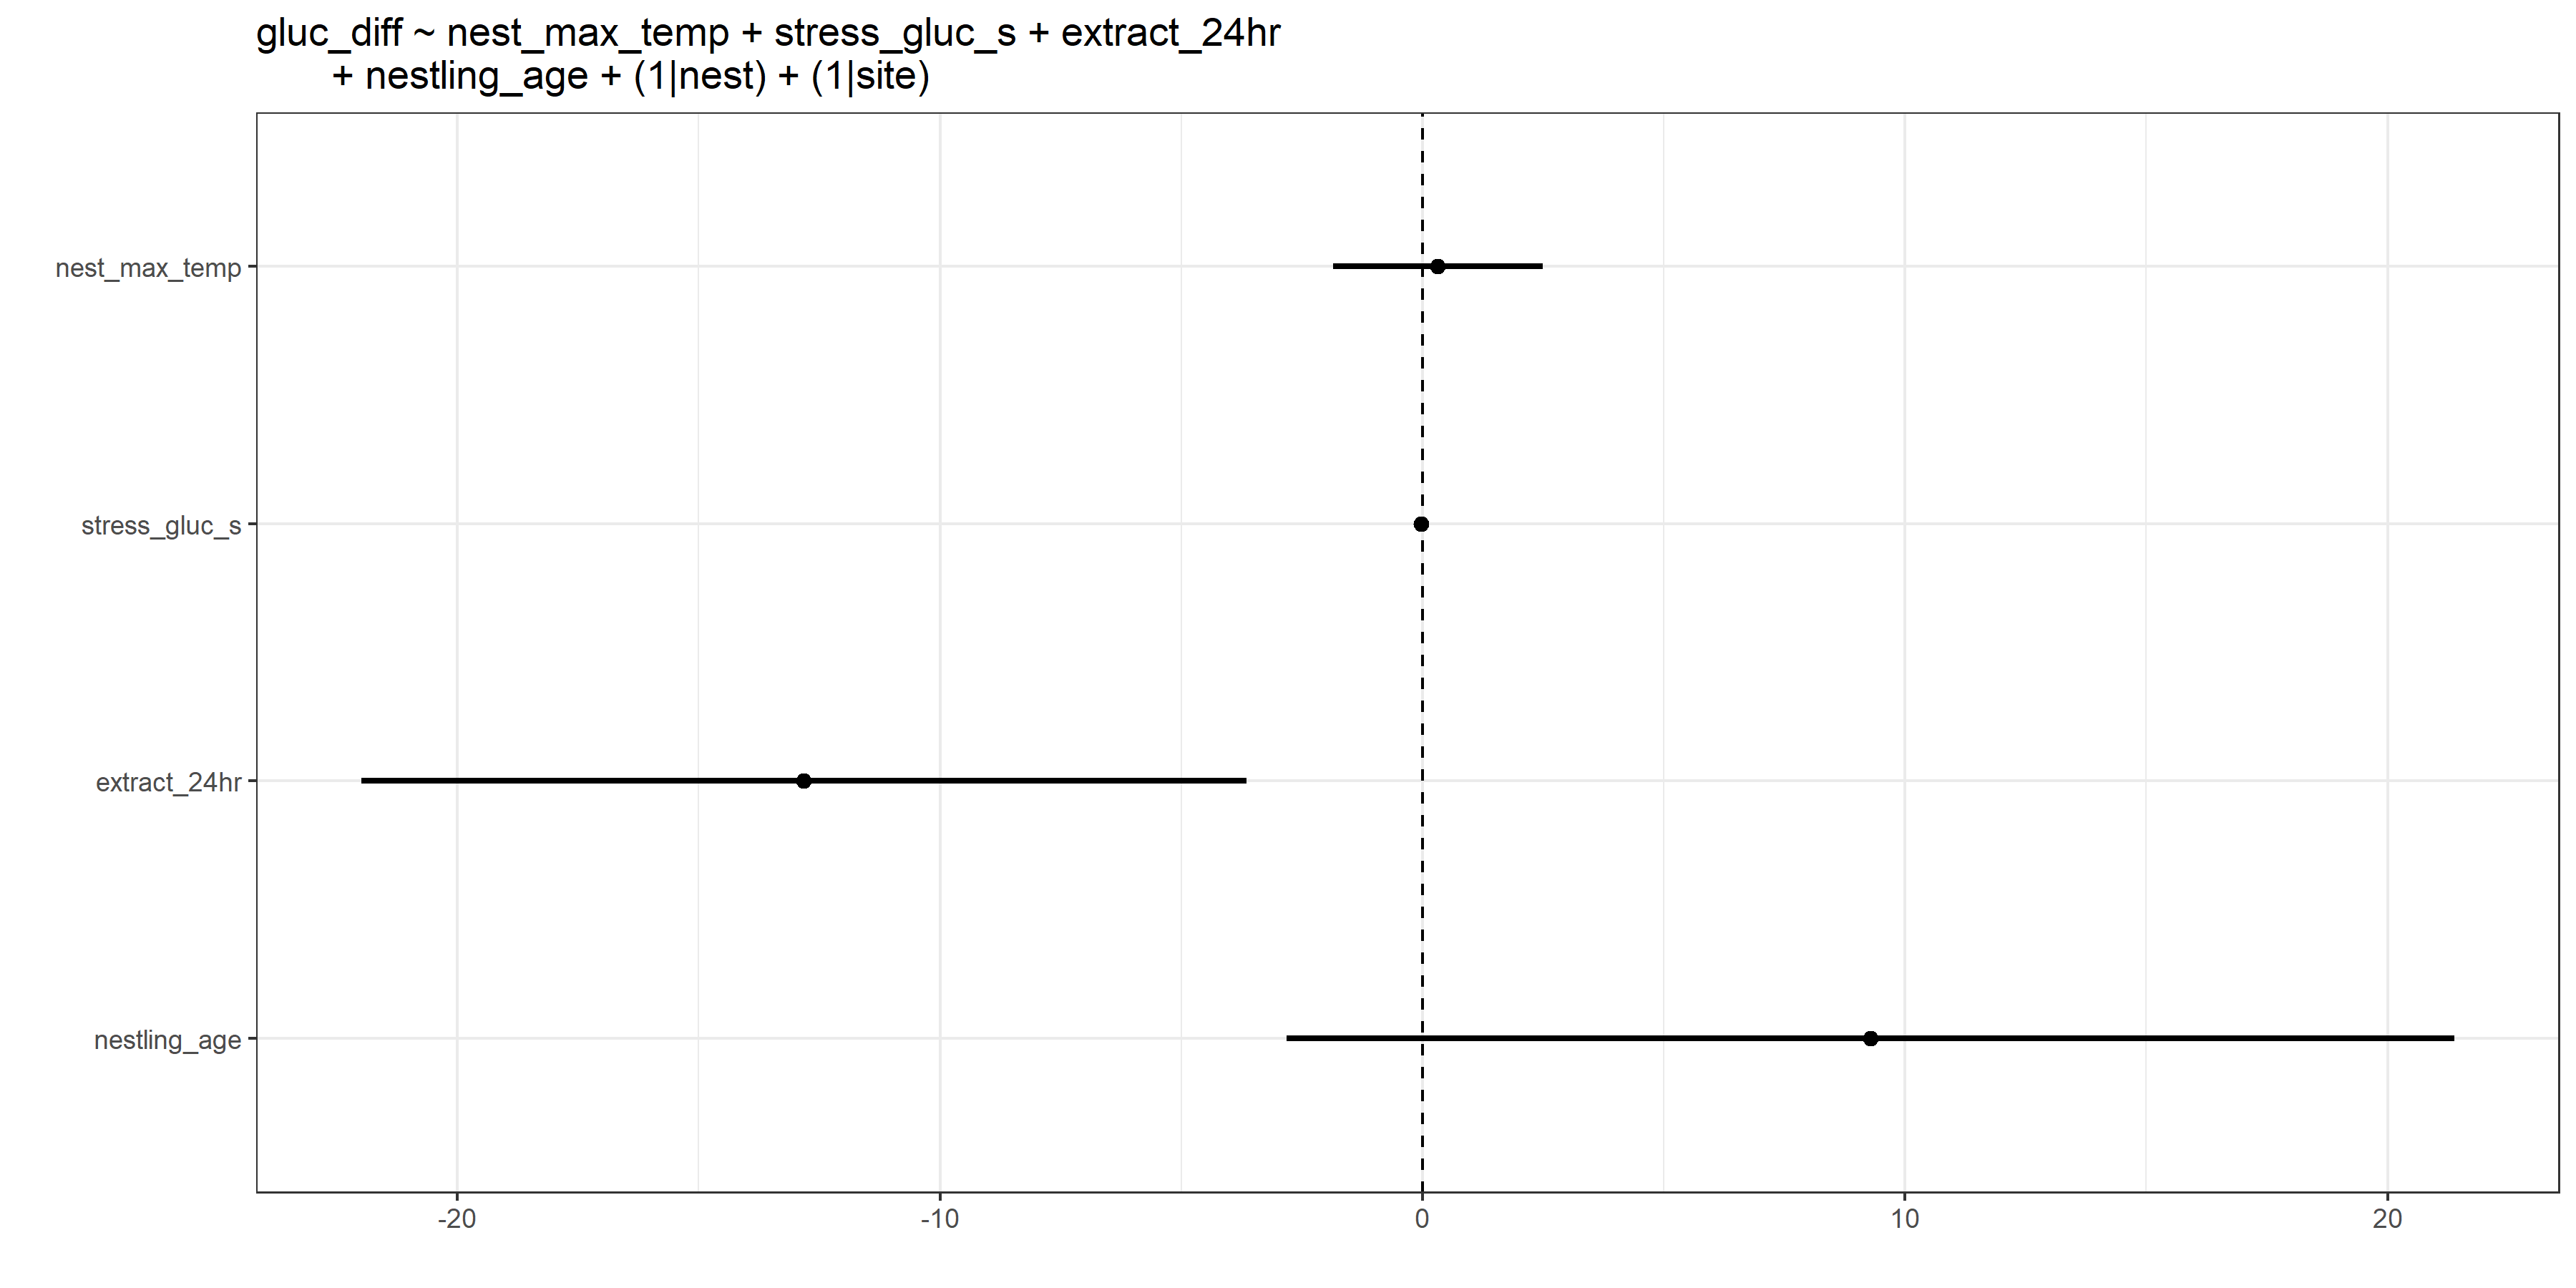 gluc_diff ~ nest_max_temp + stress_gluc_s + extract_24hr
+ nestling_age + (1|nest) + (1|site)
nest_max_temp
stress_gluc_s
extract_24hr
nestling_age
-20 -10 0 10 20